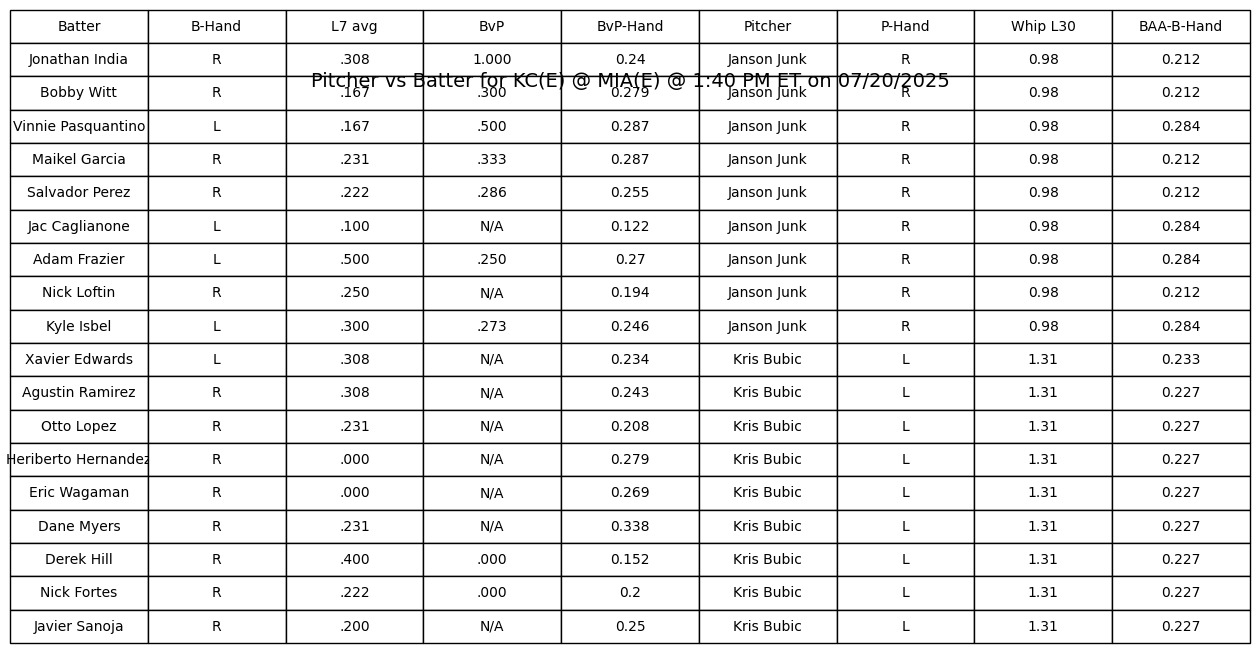 Batter B-Hand L7 avg BvP BvP-Hand Pitcher P-Hand Whip L30 BAA-B-Hand
Jonathan India R .308 1.000 0.24 Janson Junk R 0.98 0.212
Pitcher vs Batter for KC(E) @ MIA(E) @ 1:40 PM ET on 07/20/2025
Bobby Witt R .167 .300 0.279 Janson Junk R 0.98 0.212
Vinnie Pasquantino L .167 .500 0.287 Janson Junk R 0.98 0.284
Maikel Garcia R .231 .333 0.287 Janson Junk R 0.98 0.212
Salvador Perez R .222 .286 0.255 Janson Junk R 0.98 0.212
Jac Caglianone L .100 N/A 0.122 Janson Junk R 0.98 0.284
Adam Frazier L .500 .250 0.27 Janson Junk R 0.98 0.284
Nick Loftin R .250 N/A 0.194 Janson Junk R 0.98 0.212
Kyle Isbel L .300 .273 0.246 Janson Junk R 0.98 0.284
Xavier Edwards L .308 N/A 0.234 Kris Bubic L 1.31 0.233
Agustin Ramirez R .308 N/A 0.243 Kris Bubic L 1.31 0.227
Otto Lopez R .231 N/A 0.208 Kris Bubic L 1.31 0.227
Heriberto Hernandez R .000 N/A 0.279 Kris Bubic L 1.31 0.227
Eric Wagaman R .000 N/A 0.269 Kris Bubic L 1.31 0.227
Dane Myers R .231 N/A 0.338 Kris Bubic L 1.31 0.227
Derek Hill R .400 .000 0.152 Kris Bubic L 1.31 0.227
Nick Fortes R .222 .000 0.2 Kris Bubic L 1.31 0.227
Javier Sanoja R .200 N/A 0.25 Kris Bubic L 1.31 0.227